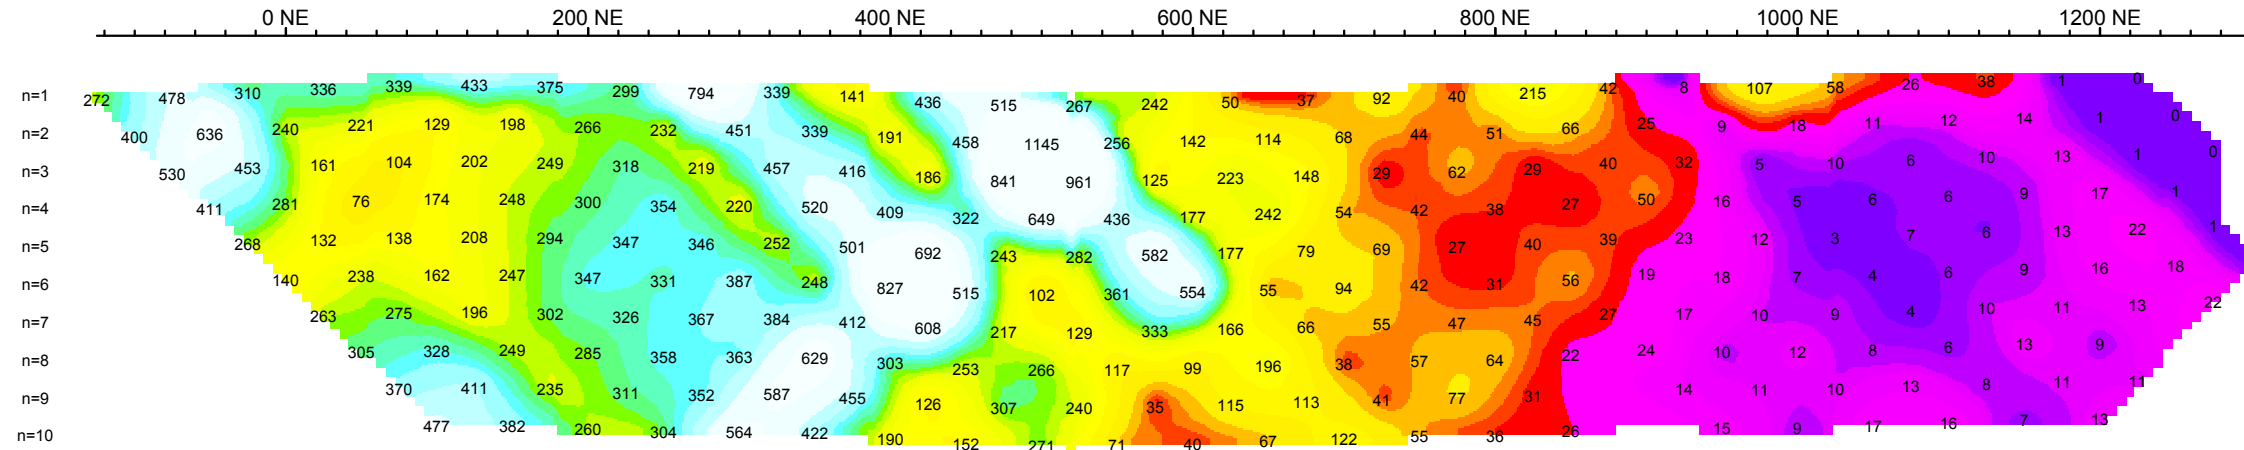 0 NE 200 NE 400 NE 600 NE 800 NE 1000 NE 1200 NE
n=1 272 478 310 336 339 433 375 299 794 339 141 436 515 267 242 50 37 92 40 215 42 8 107 58 26 38 1 0
n=2 400 636 240 221 129 198 266 232 451 339 191 458 1145 256 142 114 68 44 51 66 25 9 18 11 12 14 1 0
n=3 530 453 161 104 202 249 318 219 457 416 186 841 961 125 223 148 29 62 29 40 32 5 10 6 10 13 1 0
n=4 411 281 76 174 248 300 354 220 520 409 322 649 436 177 242 54 42 38 27 50 16 5 6 6 9 17 1
n=5 268 132 138 208 294 347 346 252 501 692 243 282 582 177 79 69 27 40 39 23 12 3 7 6 13 22 1
n=6 140 238 162 247 347 331 387 248 827 515 102 361 554 55 94 42 31 56 19 18 7 4 6 9 16 18
n=7 263 275 196 302 326 367 384 412 608 217 129 333 166 66 55 47 45 27 17 10 9 4 10 11 13 22
n=8 305 328 249 285 358 363 629 303 253 266 117 99 196 38 57 64 22 24 10 12 8 6 13 9
n=9 370 411 235 311 352 587 455 126 307 240 35 115 113 41 77 31 14 11 10 13 8 11 11
n=10 477 382 260 304 564 422 190 152 271 71 40 67 122 55 36 26 15 9 17 16 7 13